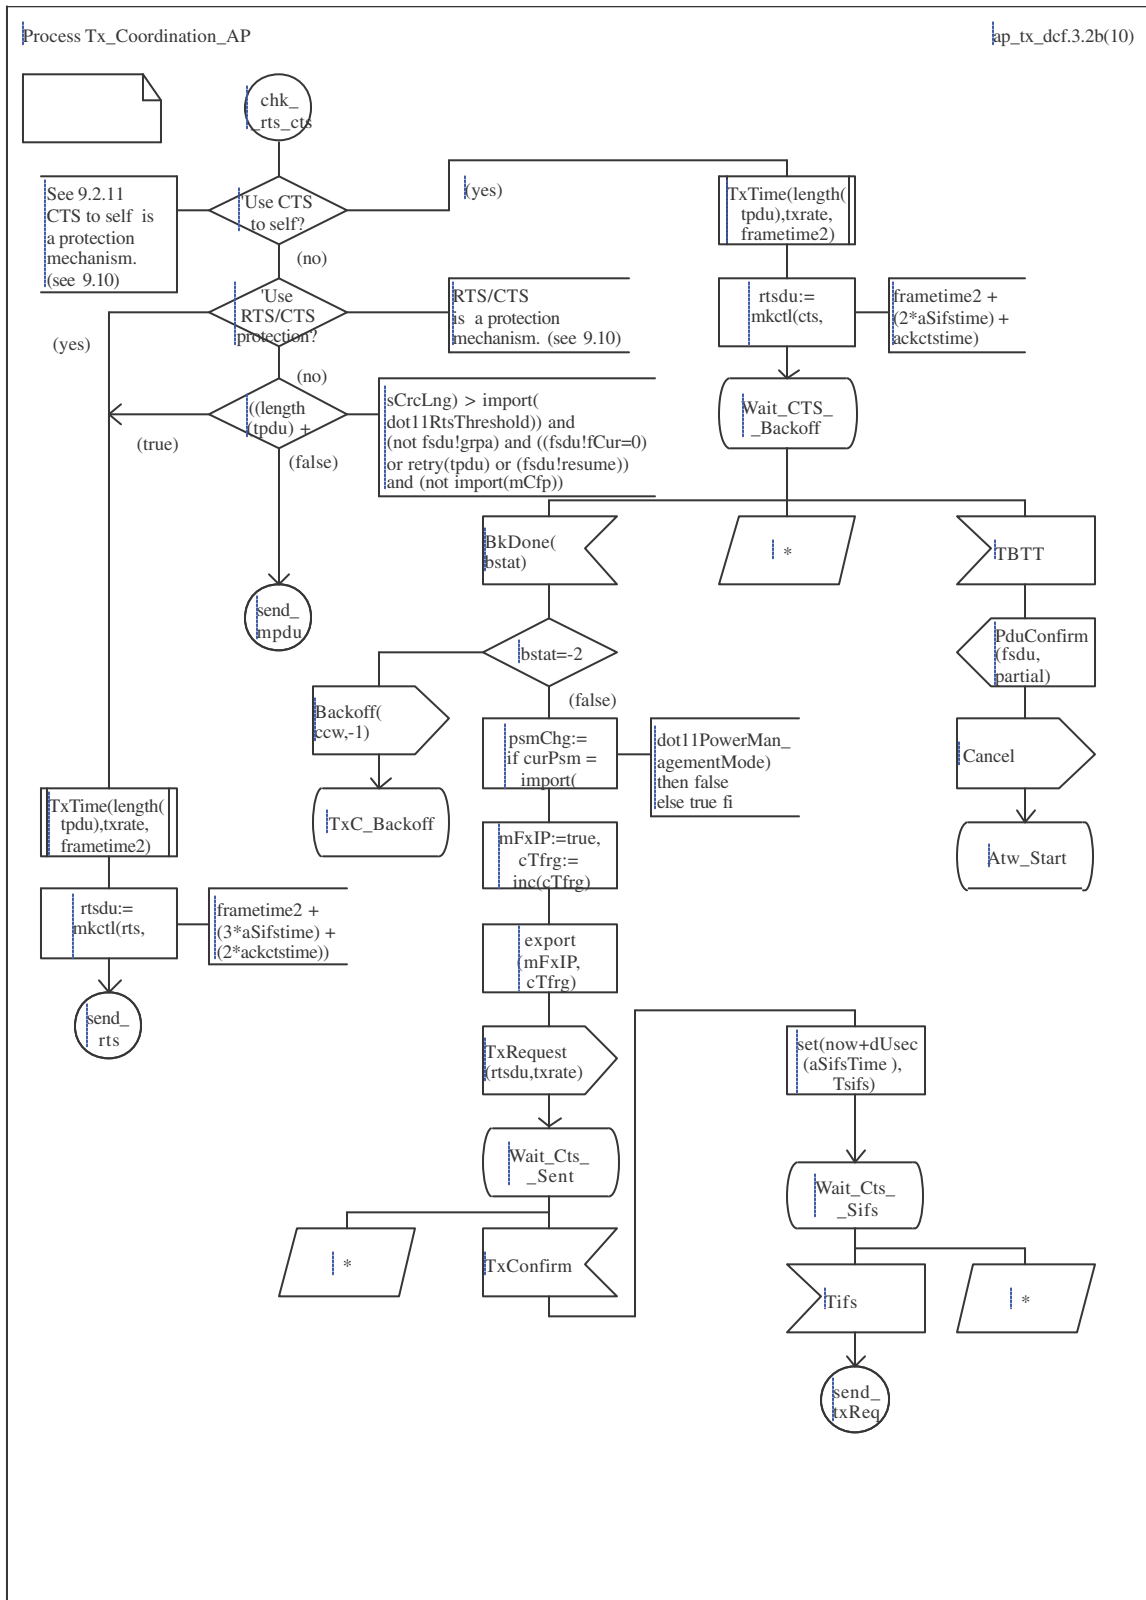 Process Tx_Coordination_AP
ap_tx_dcf.3.2b(10)
chk_
_rts_cts
See 9.2.11
CTS to self is
a protection
mechanism.
(see 9.10)
'Use CTS
to self?
(yes)
(no)
TxTime(length(
tpdu),txrate,
frametime2)
'Use
RTS/CTS
protection?
RTS/CTS
is a protection
mechanism. (see 9.10)
rtsdu:=
mkctl(cts,
frametime2 +
(2*aSifstime) +
ackctstime)
(yes)
(no)
((length
(tpdu) +
sCrcLng) > import(
dot11RtsThreshold)) and
(not fsdu!grpa) and ((fsdu!fCur=0)
or retry(tpdu) or (fsdu!resume))
and (not import(mCfp))
Wait_CTS_
_Backoff
(true)
(false)
BkDone(
bstat)
*
TBTT
send_
mpdu
bstat=-2
PduConfirm
(fsdu,
partial)
(false)
Backoff(
ccw,-1)
psmChg:=
if curPsm =
import(
dot11PowerMan_
agementMode)
then false
else true fi
Cancel
TxTime(length(
tpdu),txrate,
frametime2)
TxC_Backoff
mFxIP:=true,
cTfrg:=
inc(cTfrg)
Atw_Start
rtsdu:=
mkctl(rts,
frametime2 +
(3*aSifstime) +
(2*ackctstime))
export
(mFxIP,
cTfrg)
send_
rts
TxRequest
(rtsdu,txrate)
set(now+dUsec
(aSifsTime ),
Tsifs)
Wait_Cts_
_Sent
Wait_Cts_
_Sifs
*
TxConfirm
Tifs
*
send_
txReq